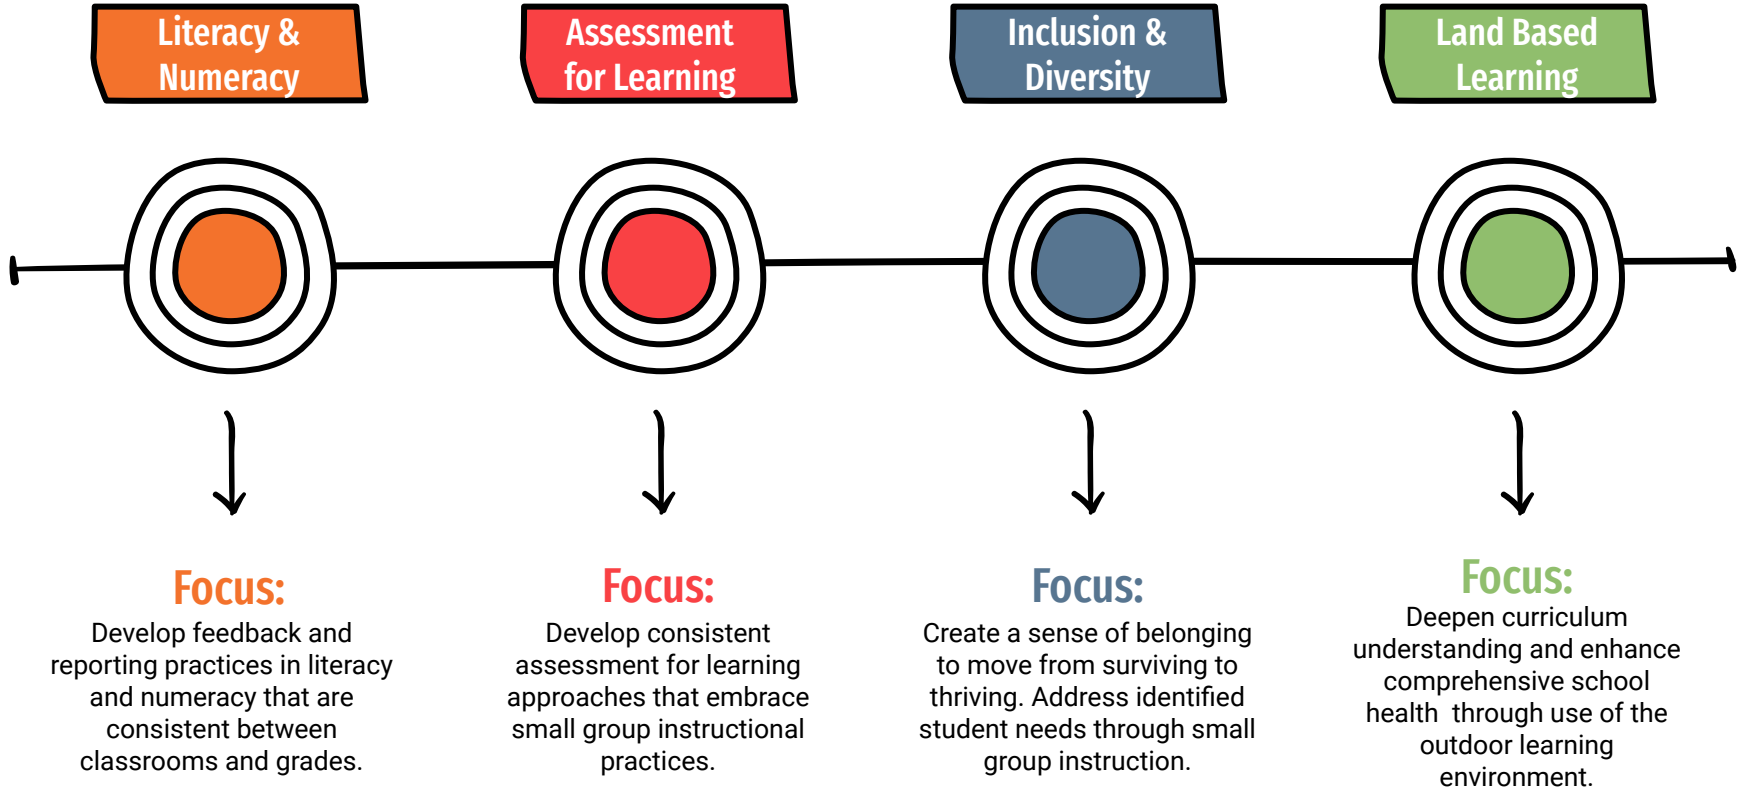 Literacy &
Numeracy
Assessment
for Learning
Inclusion &
Diversity
Land Based
Learning
Focus:
Develop feedback and
reporting practices in literacy
and numeracy that are
consistent between
classrooms and grades.
Focus:
Develop consistent
assessment for learning
approaches that embrace
small group instructional
practices.
Focus:
Create a sense of belonging
to move from surviving to
thriving. Address identified
student needs through small
group instruction.
Focus:
Deepen curriculum
understanding and enhance
comprehensive school
health  through use of the
outdoor learning
environment.